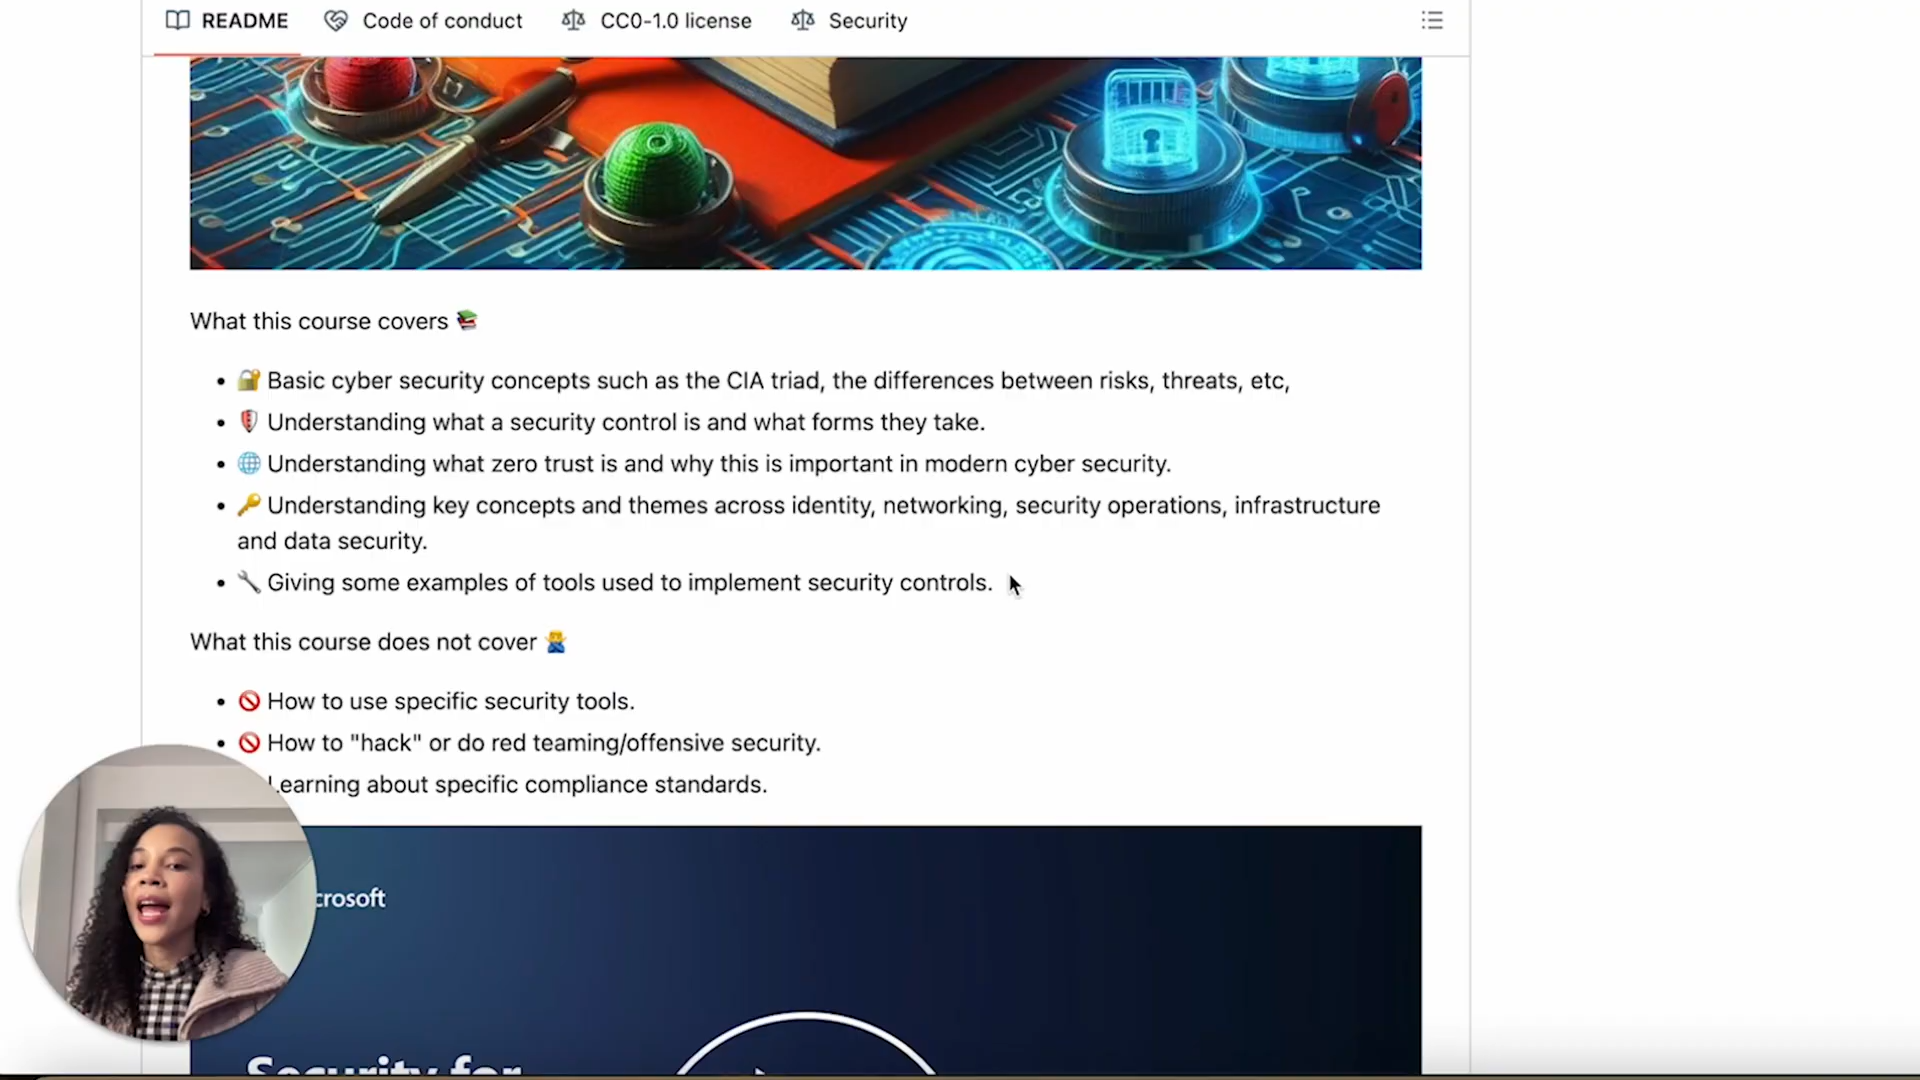 README Code of conduct CC0-1.0 license Security
What this course covers 📚
• 🔐 Basic cyber security concepts such as the CIA triad, the differences between risks, threats, etc,
• 🛡️ Understanding what a security control is and what forms they take.
• 🌐 Understanding what zero trust is and why this is important in modern cyber security.
• 🔑 Understanding key concepts and themes across identity, networking, security operations, infrastructure
and data security.
• 🔧 Giving some examples of tools used to implement security controls.
What this course does not cover 🙅‍♂️
• 🚫 How to use specific security tools.
• 🚫 How to "hack" or do red teaming/offensive security.
Learning about specific compliance standards.
crosoft
Security for